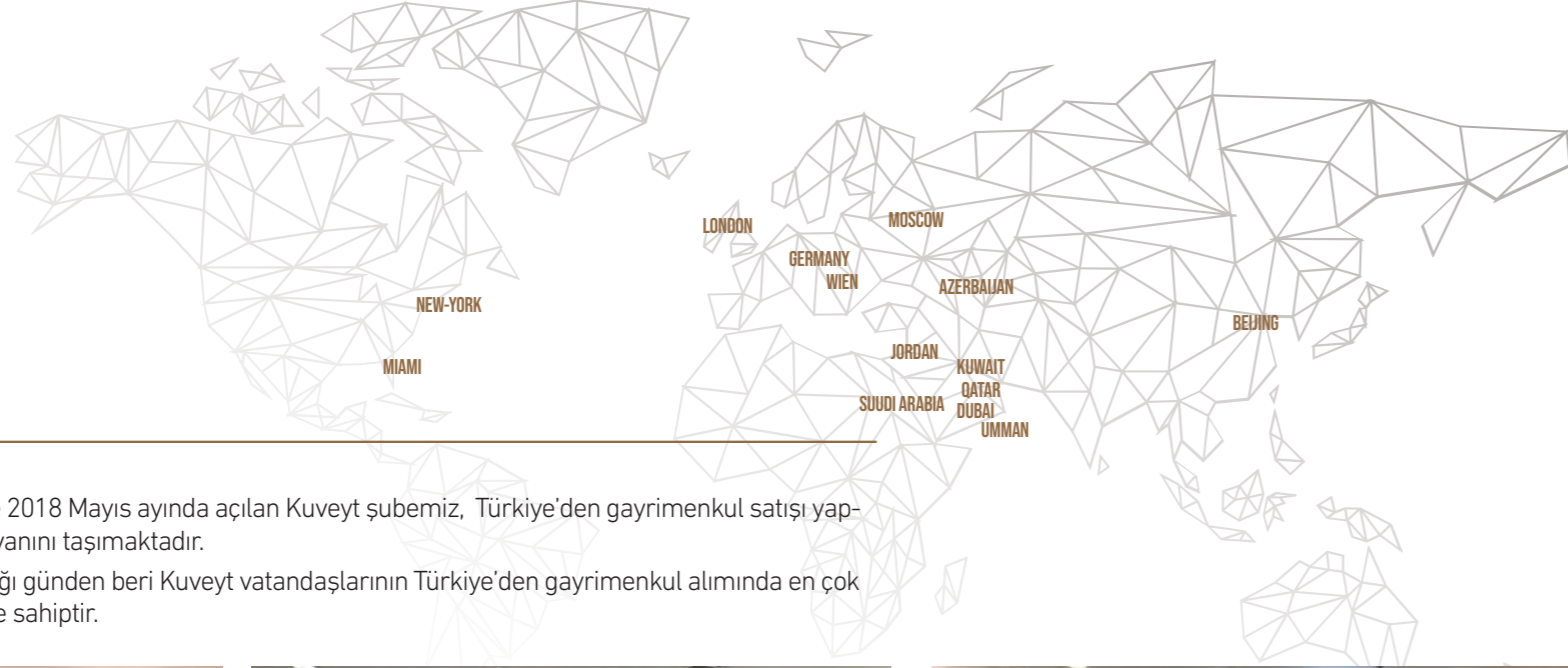 LONDON
MOSCOW
GERMANY
WIEN
AZERBAIJAN
NEW-YORK
BEIJING
JORDAN
MIAMI
KUWAIT
QATAR
SUUDI ARABIA
DUBAI
UMMAN
2018 Mayıs ayında açılan Kuveyt şubemiz, Türkiye'den gayrimenkul satışı yap-
taşımaktadır.
günden beri Kuveyt vatandaşlarının Türkiye'den gayrimenkul alımında en çok
sahiptir.